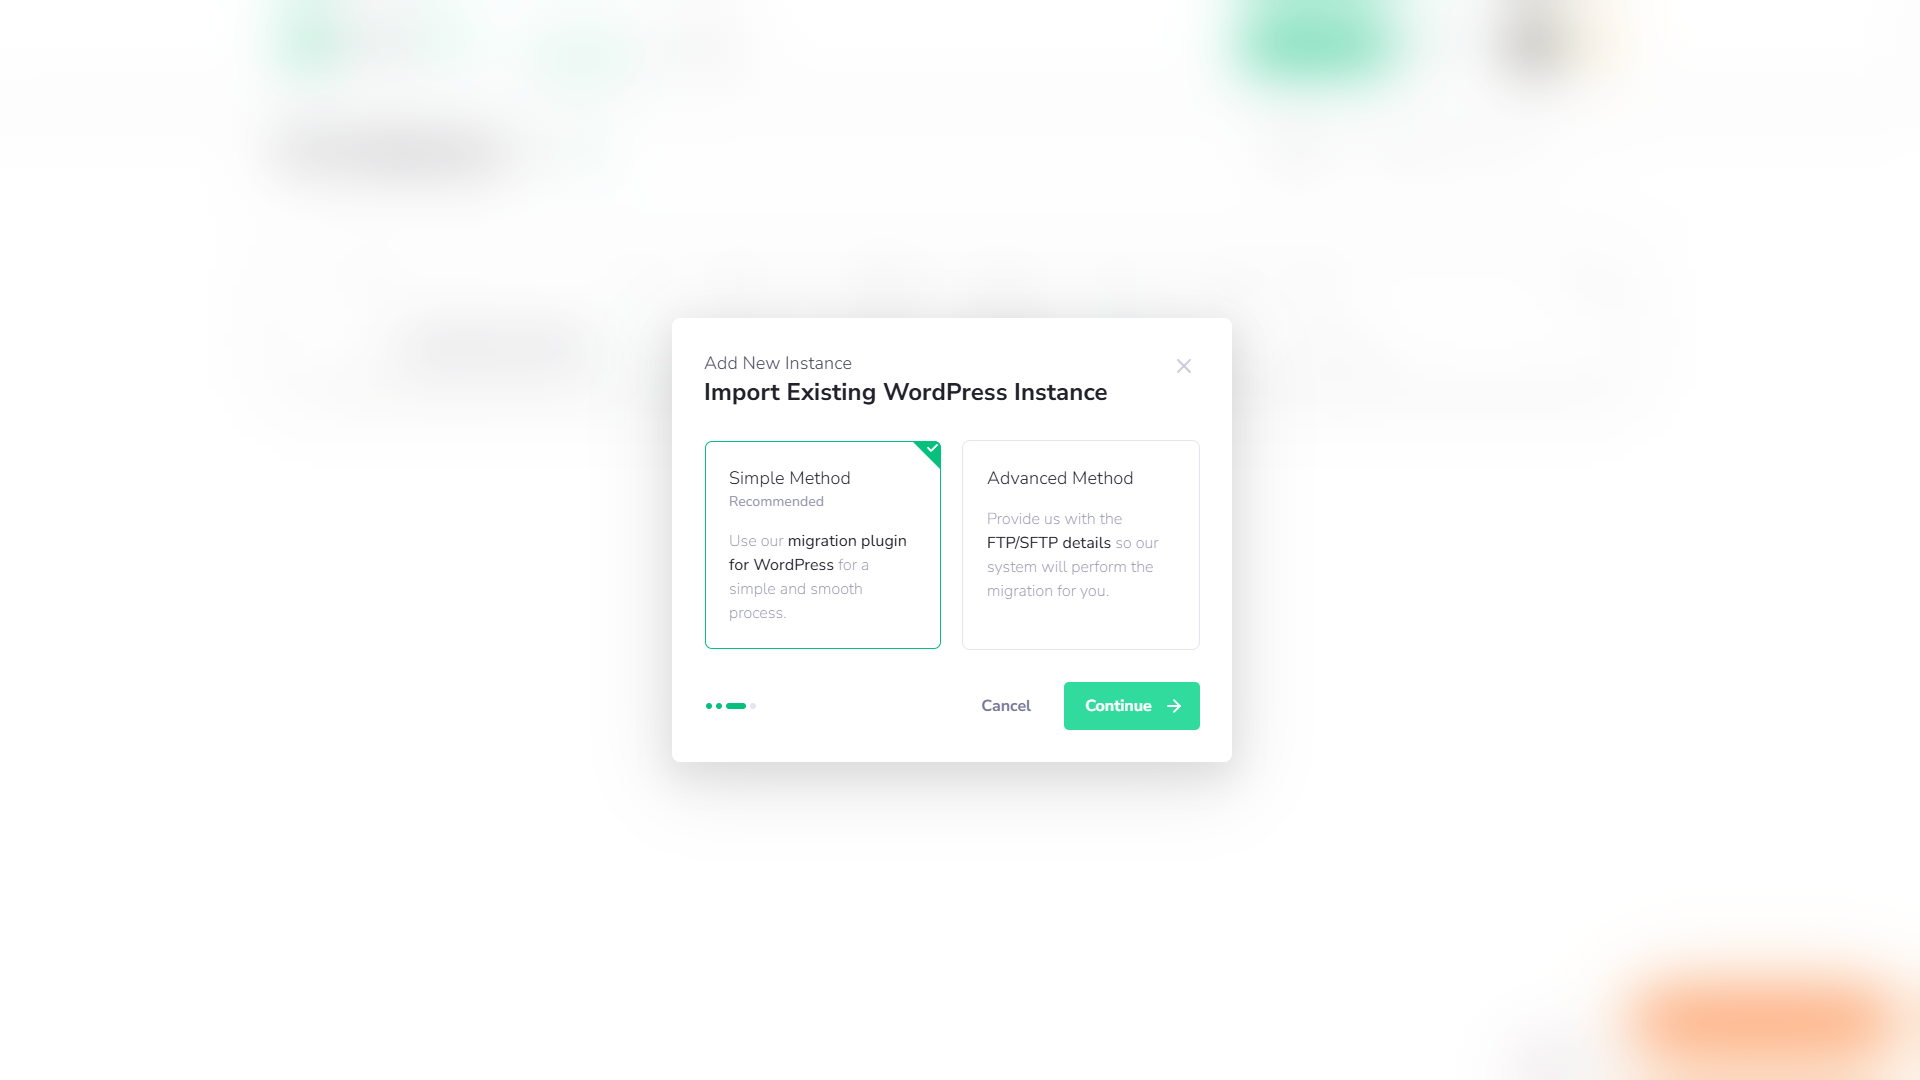 Add New Instance
Import Existing WordPress Instance
Simple Method
Recommended
Use our migration plugin
for WordPress for a
simple and smooth
process.
Advanced Method
Provide us with the
FTP/SFTP details so our
system will perform the
migration for you.
Cancel
Continue